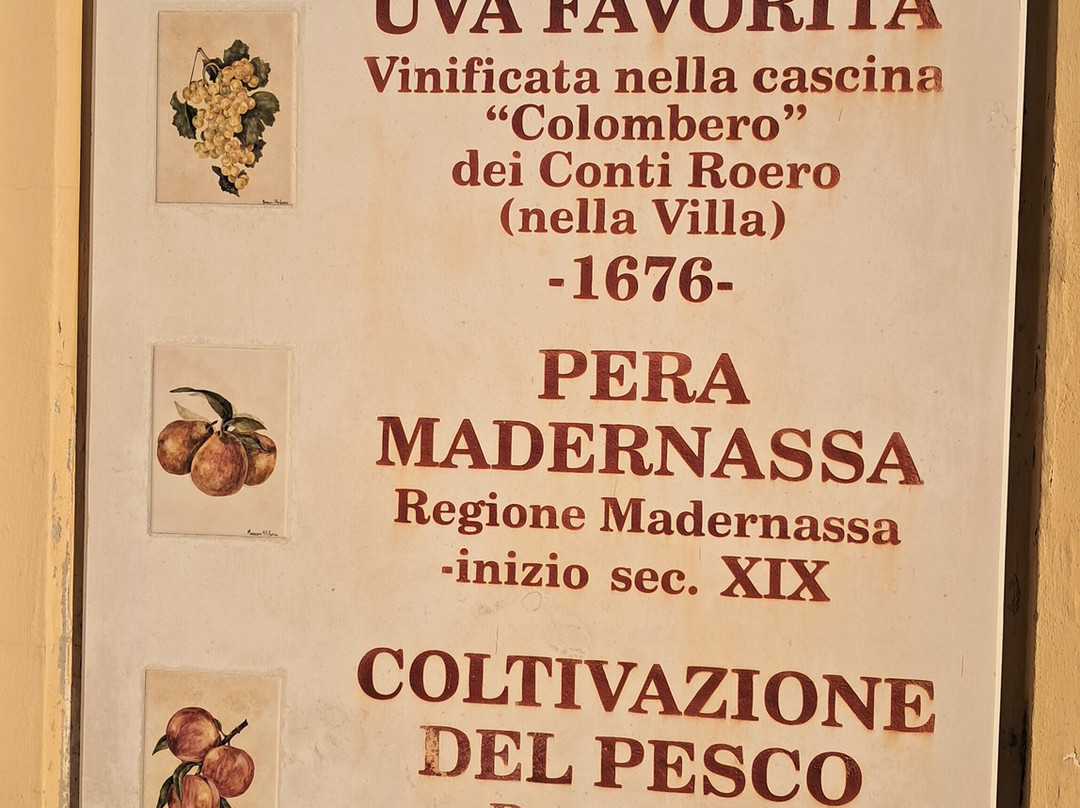 UVA FAVORITA
Vinificata nella cascina
“Colombero”
dei Conti Roero
(nella Villa)
-1676-
PERA
MADERNASSA
Regione Madernassa
-inizio sec. XIX
COLTIVAZIONE
DEL PESCO